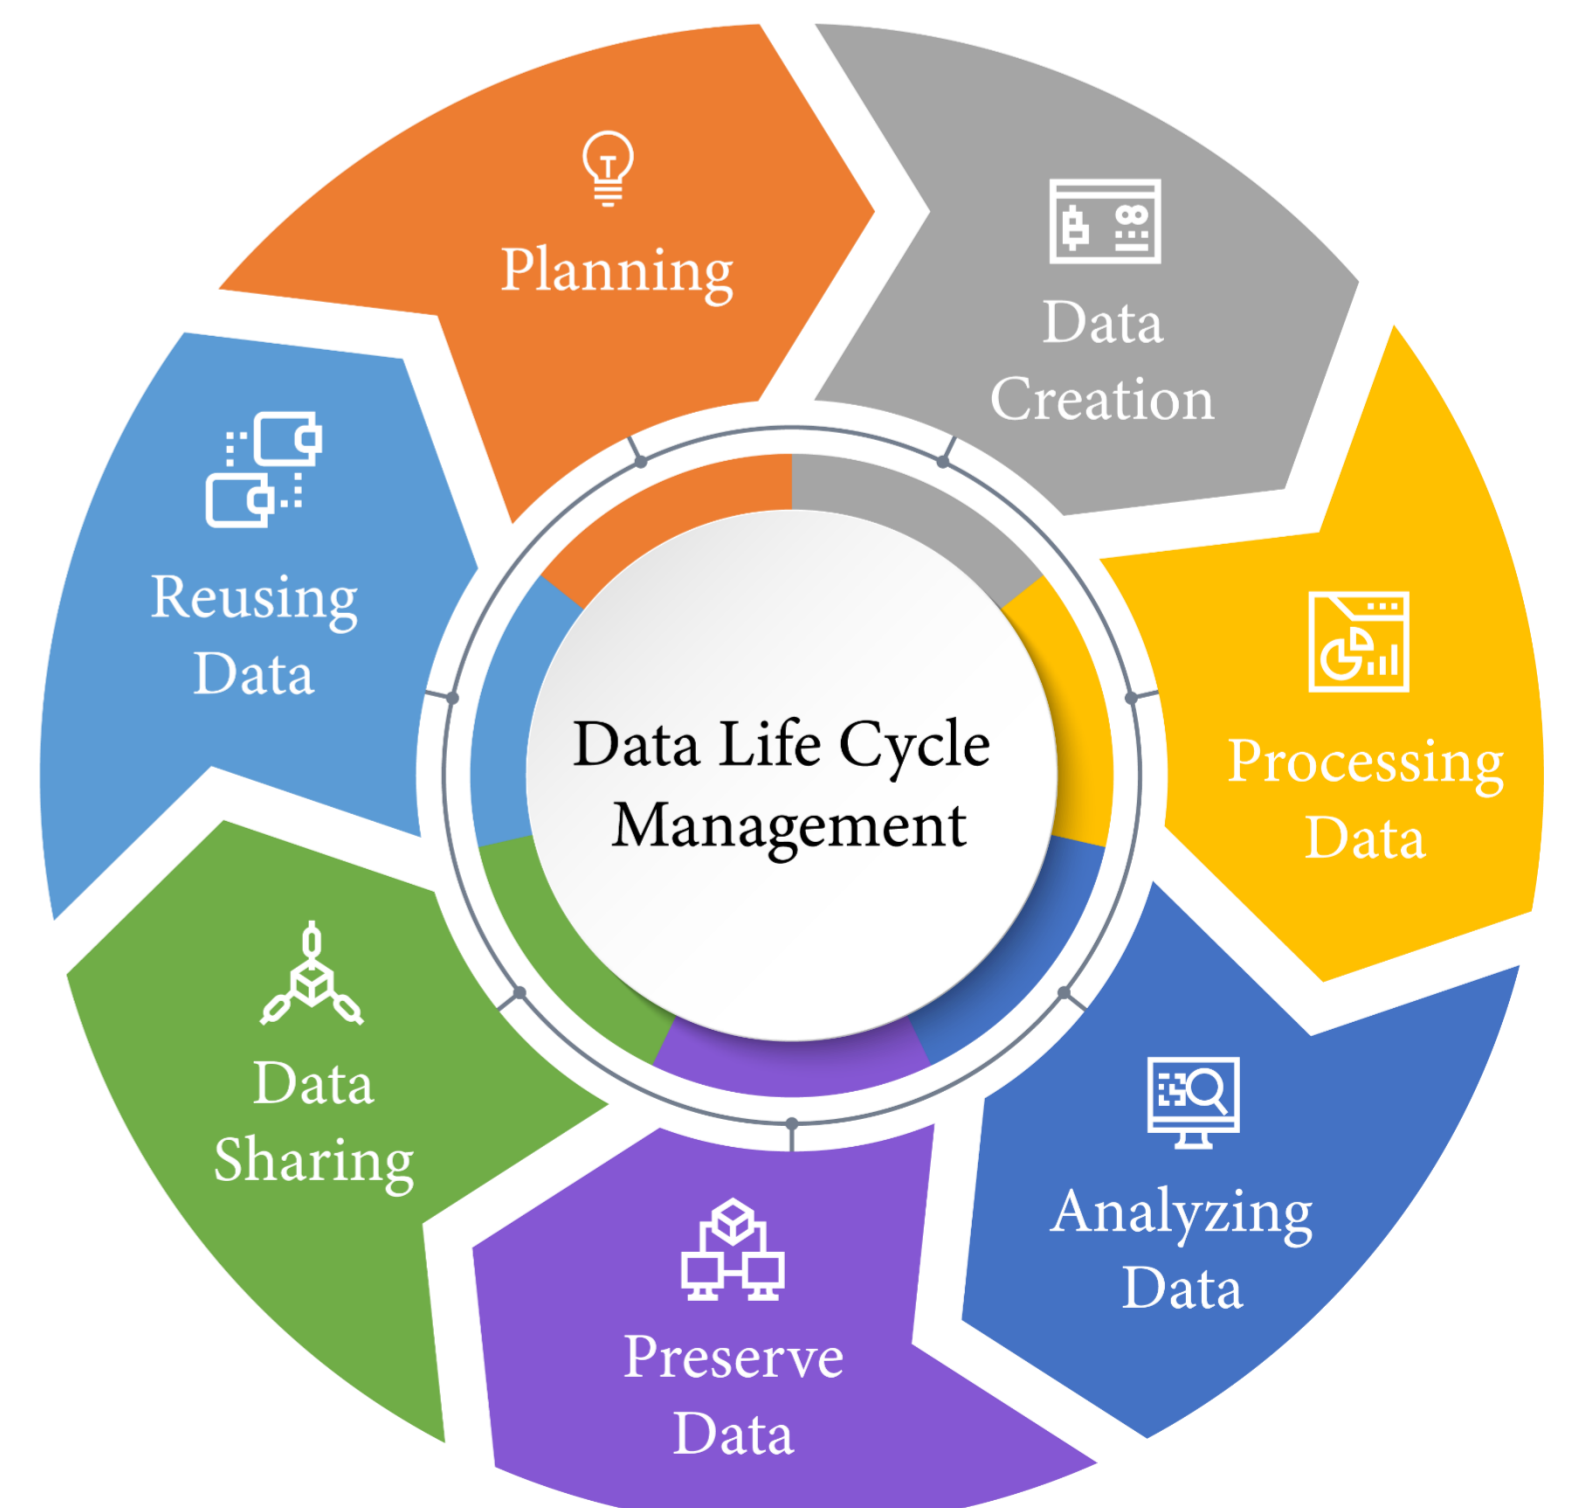 Planning
Data
Creation
Processing
Data
Analyzing
Data
Preserve
Data
Data
Sharing
Reusing
Data
Data Life Cycle
Management